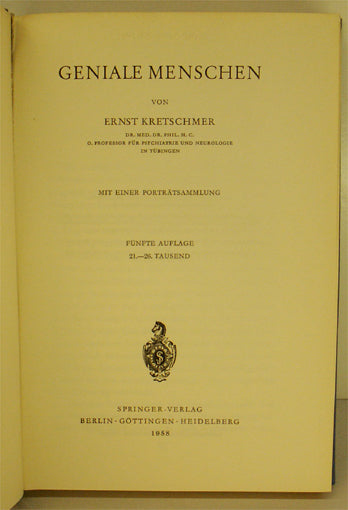 GENIALE MENSCHEN
VON
ERNST KRETSCHMER
DR. MED. DR. PHIL. H. C.
O. PROFESSOR FÜR PSYCHIATRIE UND NEUROLOGIE
IN TÜBINGEN
MIT EINER PORTRÄTSAMMLUNG
FÜNFTE AUFLAGE
21.—26. TAUSEND
SPRINGER-VERLAG
BERLIN · GÖTTINGEN · HEIDELBERG
1958